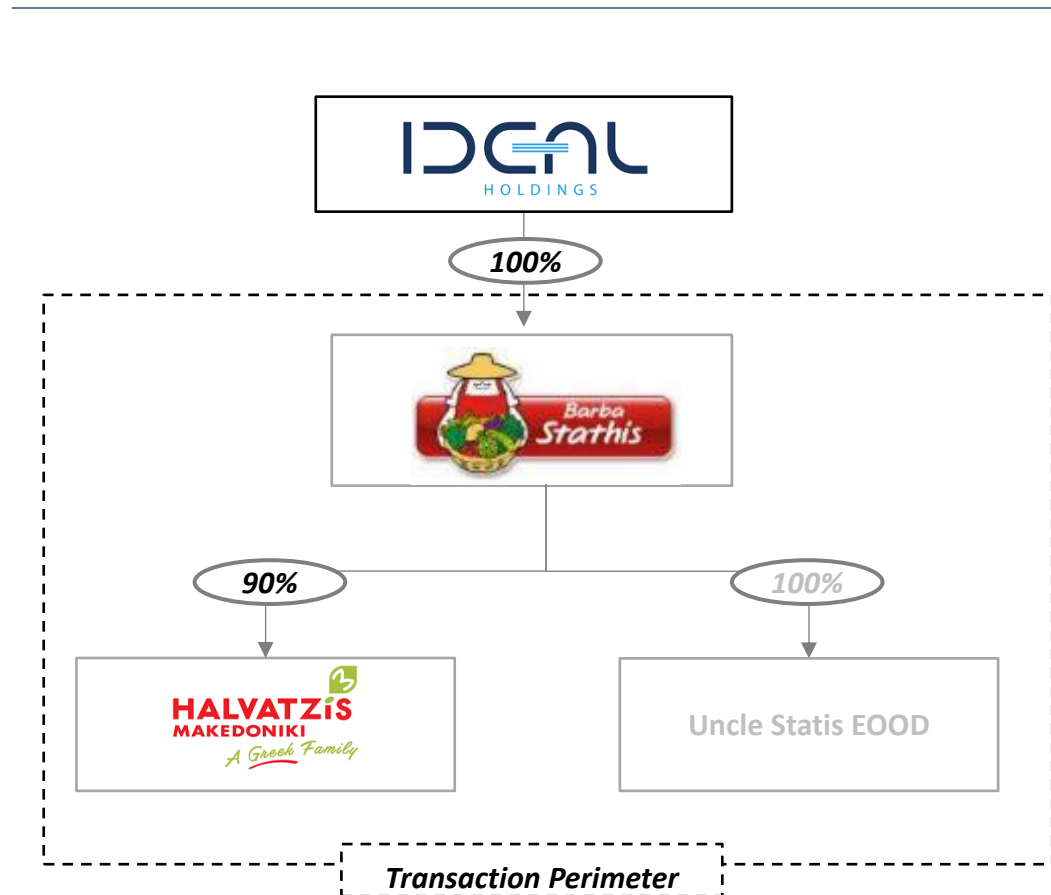 IDEAL
HOLDINGS
100%
Barba
Stathis
90%
100%
HALVATZiS
MAKEDONIKI
A Greek Family
Uncle Statis EOOD
Transaction Perimeter